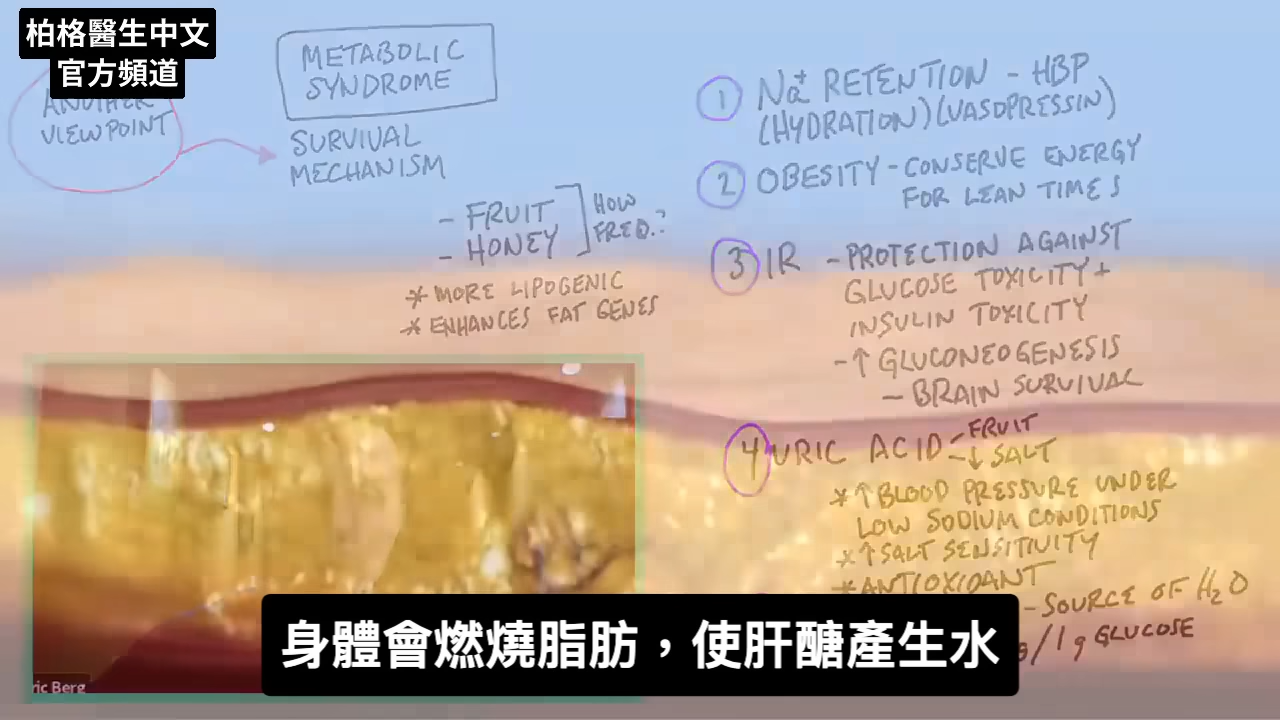 柏格醫生中文
官方頻道
ANOTHER
VIEWPOINT
METABOLIC
SYNDROME
SURVIVAL
MECHANISM
- FRUIT
- HONEY
HOW
FREQ.?
* MORE LIPOGENIC
* ENHANCES FAT GENES
① Na+ RETENTION - HBP
(HYDRATION) (VASOPRESSIN)
② OBESITY - CONSERVE ENERGY
FOR LEAN TIMES
③ IR - PROTECTION AGAINST
GLUCOSE TOXICITY +
INSULIN TOXICITY
- ↑ GLUCONEOGENESIS
- BRAIN SURVIVAL
④ URIC ACID - FRUIT
- ↓ SALT
* ↑ BLOOD PRESSURE UNDER
LOW SODIUM CONDITIONS
* ↑ SALT SENSITIVITY
* ANTIOXIDANT
- SOURCE OF H2O
g/1g GLUCOSE
身體會燃燒脂肪，使肝醣產生水
ric Berg